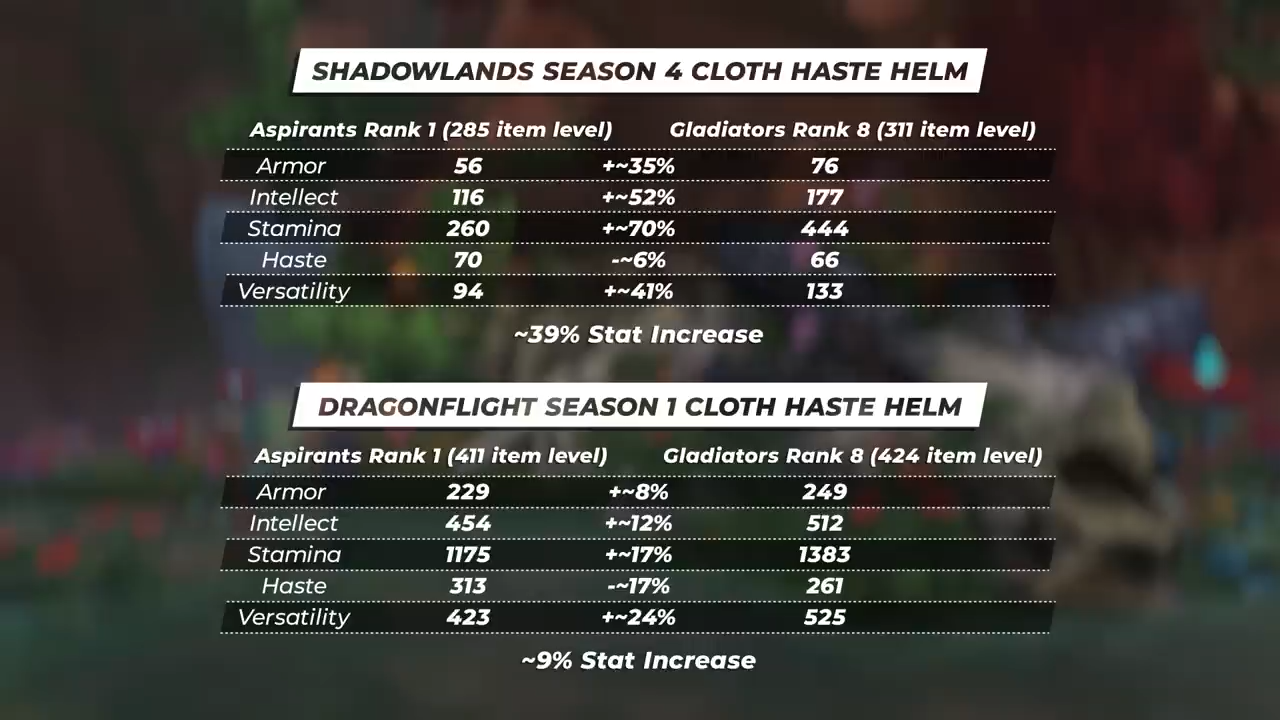 SHADOWLANDS SEASON 4 CLOTH HASTE HELM
Aspirants Rank 1 (285 item level) Gladiators Rank 8 (311 item level)
Armor 56 +~35% 76
Intellect 116 +~52% 177
Stamina 260 +~70% 444
Haste 70 -~6% 66
Versatility 94 +~41% 133
~39% Stat Increase
DRAGONFLIGHT SEASON 1 CLOTH HASTE HELM
Aspirants Rank 1 (411 item level) Gladiators Rank 8 (424 item level)
Armor 229 +~8% 249
Intellect 454 +~12% 512
Stamina 1175 +~17% 1383
Haste 313 -~17% 261
Versatility 423 +~24% 525
~9% Stat Increase